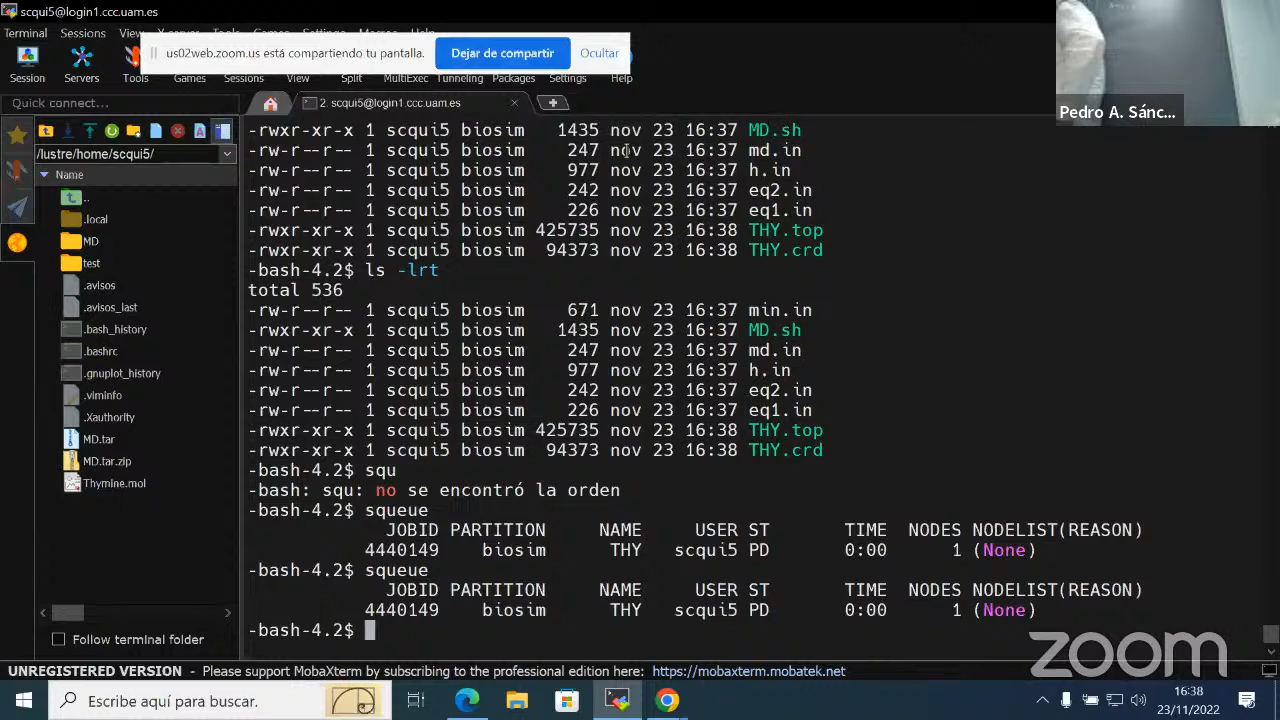 scqui5@login1.ccc.uam.es
Terminal Sessions View Help
us02web.zoom.us está compartiendo tu pantalla. Dejar de compartir Ocultar
Session Servers Tools Games Sessions View Split MultiExec Tunneling Packages Settings Help
Quick connect...
2. scqui5@login1.ccc.uam.es
Pedro A. Sánc...
/lustre/home/scqui5/
Name
..
.local
MD
test
.avisos
.avisos_last
.bash_history
.bashrc
.gnuplot_history
.viminfo
.Xauthority
MD.tar
MD.tar.zip
Thymine.mol
Follow terminal folder
-rwxr-xr-x 1 scqui5 biosim 1435 nov 23 16:37 MD.sh
-rw-r--r-- 1 scqui5 biosim 247 nov 23 16:37 md.in
-rw-r--r-- 1 scqui5 biosim 977 nov 23 16:37 h.in
-rw-r--r-- 1 scqui5 biosim 242 nov 23 16:37 eq2.in
-rw-r--r-- 1 scqui5 biosim 226 nov 23 16:37 eq1.in
-rwxr-xr-x 1 scqui5 biosim 425735 nov 23 16:38 THY.top
-rwxr-xr-x 1 scqui5 biosim 94373 nov 23 16:38 THY.crd
-bash-4.2$ ls -lrt
total 536
-rw-r--r-- 1 scqui5 biosim 671 nov 23 16:37 min.in
-rwxr-xr-x 1 scqui5 biosim 1435 nov 23 16:37 MD.sh
-rw-r--r-- 1 scqui5 biosim 247 nov 23 16:37 md.in
-rw-r--r-- 1 scqui5 biosim 977 nov 23 16:37 h.in
-rw-r--r-- 1 scqui5 biosim 242 nov 23 16:37 eq2.in
-rw-r--r-- 1 scqui5 biosim 226 nov 23 16:37 eq1.in
-rwxr-xr-x 1 scqui5 biosim 425735 nov 23 16:38 THY.top
-rwxr-xr-x 1 scqui5 biosim 94373 nov 23 16:38 THY.crd
-bash-4.2$ squ
-bash: squ: no se encontró la orden
-bash-4.2$ squeue
JOBID PARTITION NAME USER ST TIME NODES NODELIST(REASON)
4440149 biosim THY scqui5 PD 0:00 1 (None)
-bash-4.2$ squeue
JOBID PARTITION NAME USER ST TIME NODES NODELIST(REASON)
4440149 biosim THY scqui5 PD 0:00 1 (None)
-bash-4.2$
zoom
UNREGISTERED VERSION - Please support MobaXterm by subscribing to the professional edition here: https://mobaxterm.mobatek.net
Escribe aquí para buscar.
16:38
23/11/2022